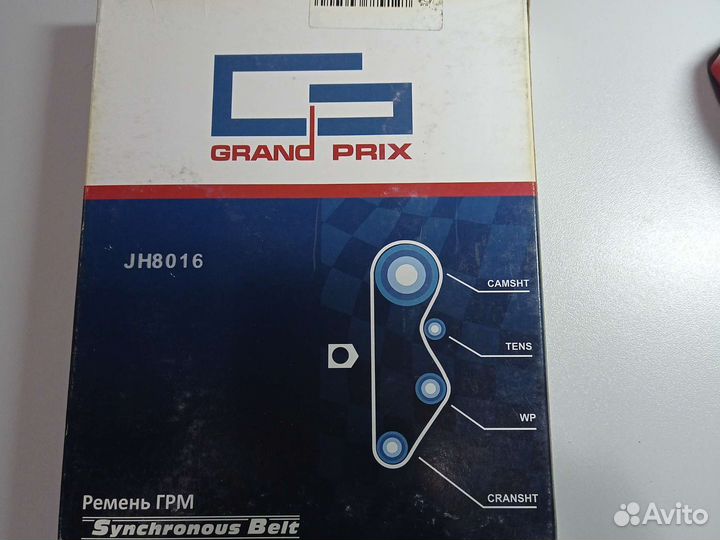 GRAND PRIX
JH8016
CAMSHT
TENS
WP
CRANSHT
Ремень ГРМ
Synchronous Belt
Avito